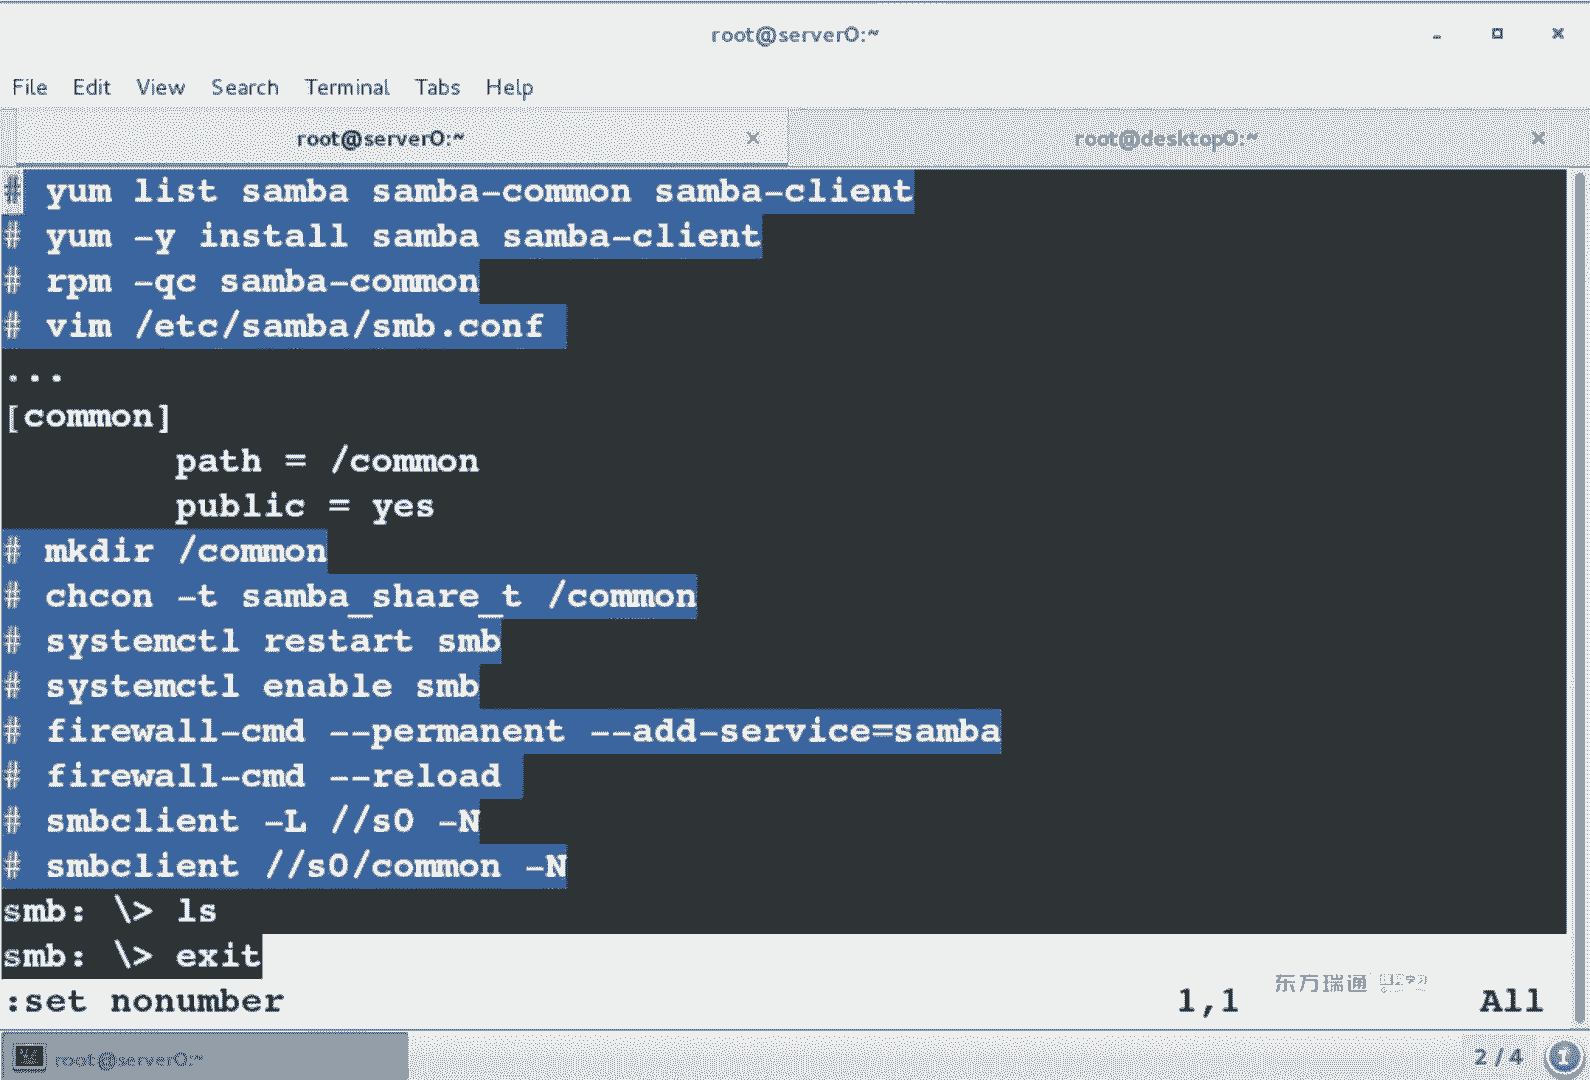 root@server0:~
File Edit View Search Terminal Tabs Help
root@server0:~ root@desktop0:~
# yum list samba samba-common samba-client
# yum -y install samba samba-client
# rpm -qc samba-common
# vim /etc/samba/smb.conf
...
[common]
path = /common
public = yes
# mkdir /common
# chcon -t samba_share_t /common
# systemctl restart smb
# systemctl enable smb
# firewall-cmd --permanent --add-service=samba
# firewall-cmd --reload
# smbclient -L //s0 -N
# smbclient //s0/common -N
smb: \> ls
smb: \> exit
:set nonumber 1,1 All
东方瑞通
root@server0:~ 2 / 4 1